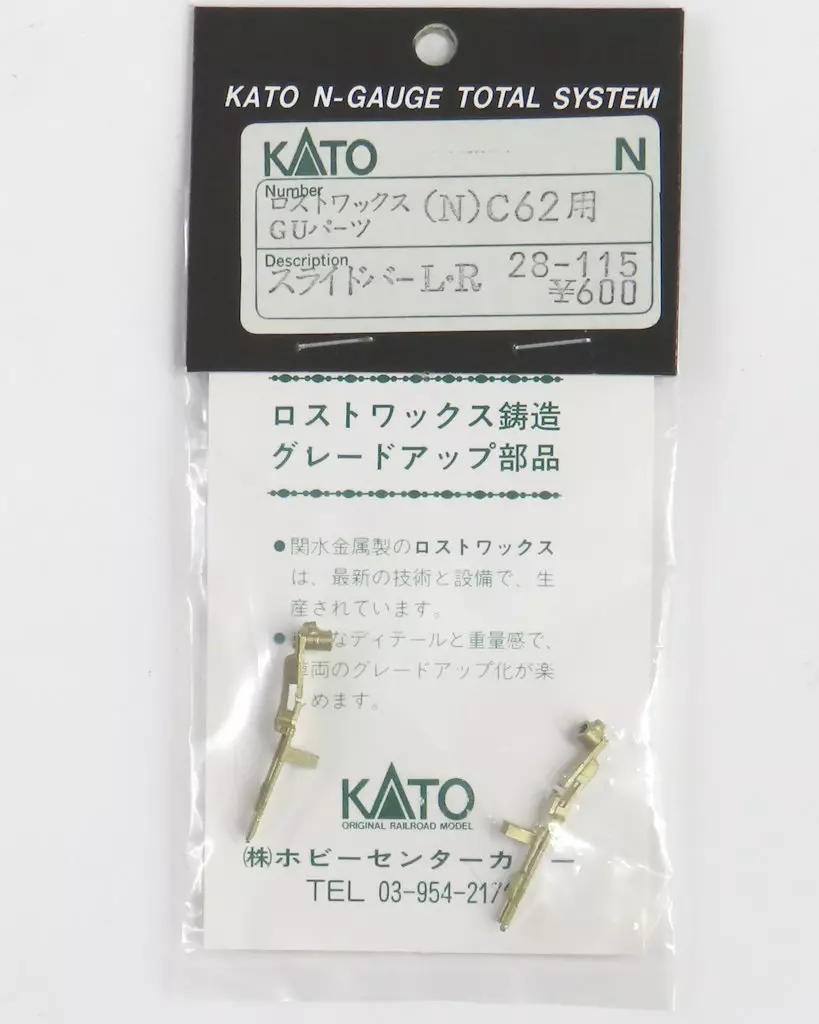 KATO N-GAUGE TOTAL SYSTEM
KATO N
Number
ロストワックス (N)C62用
GUパーツ
Description
スライドバーL・R 28-115
¥600
ロストワックス鋳造
グレードアップ部品
●関水金属製のロストワックス
は、最新の技術と設備で、生
産されています。
● なディテールと重量感で、
車両のグレードアップ化が楽
しめます。
KATO
ORIGINAL RAILROAD MODEL
(株)ホビーセンターカ ー
TEL 03-954-217